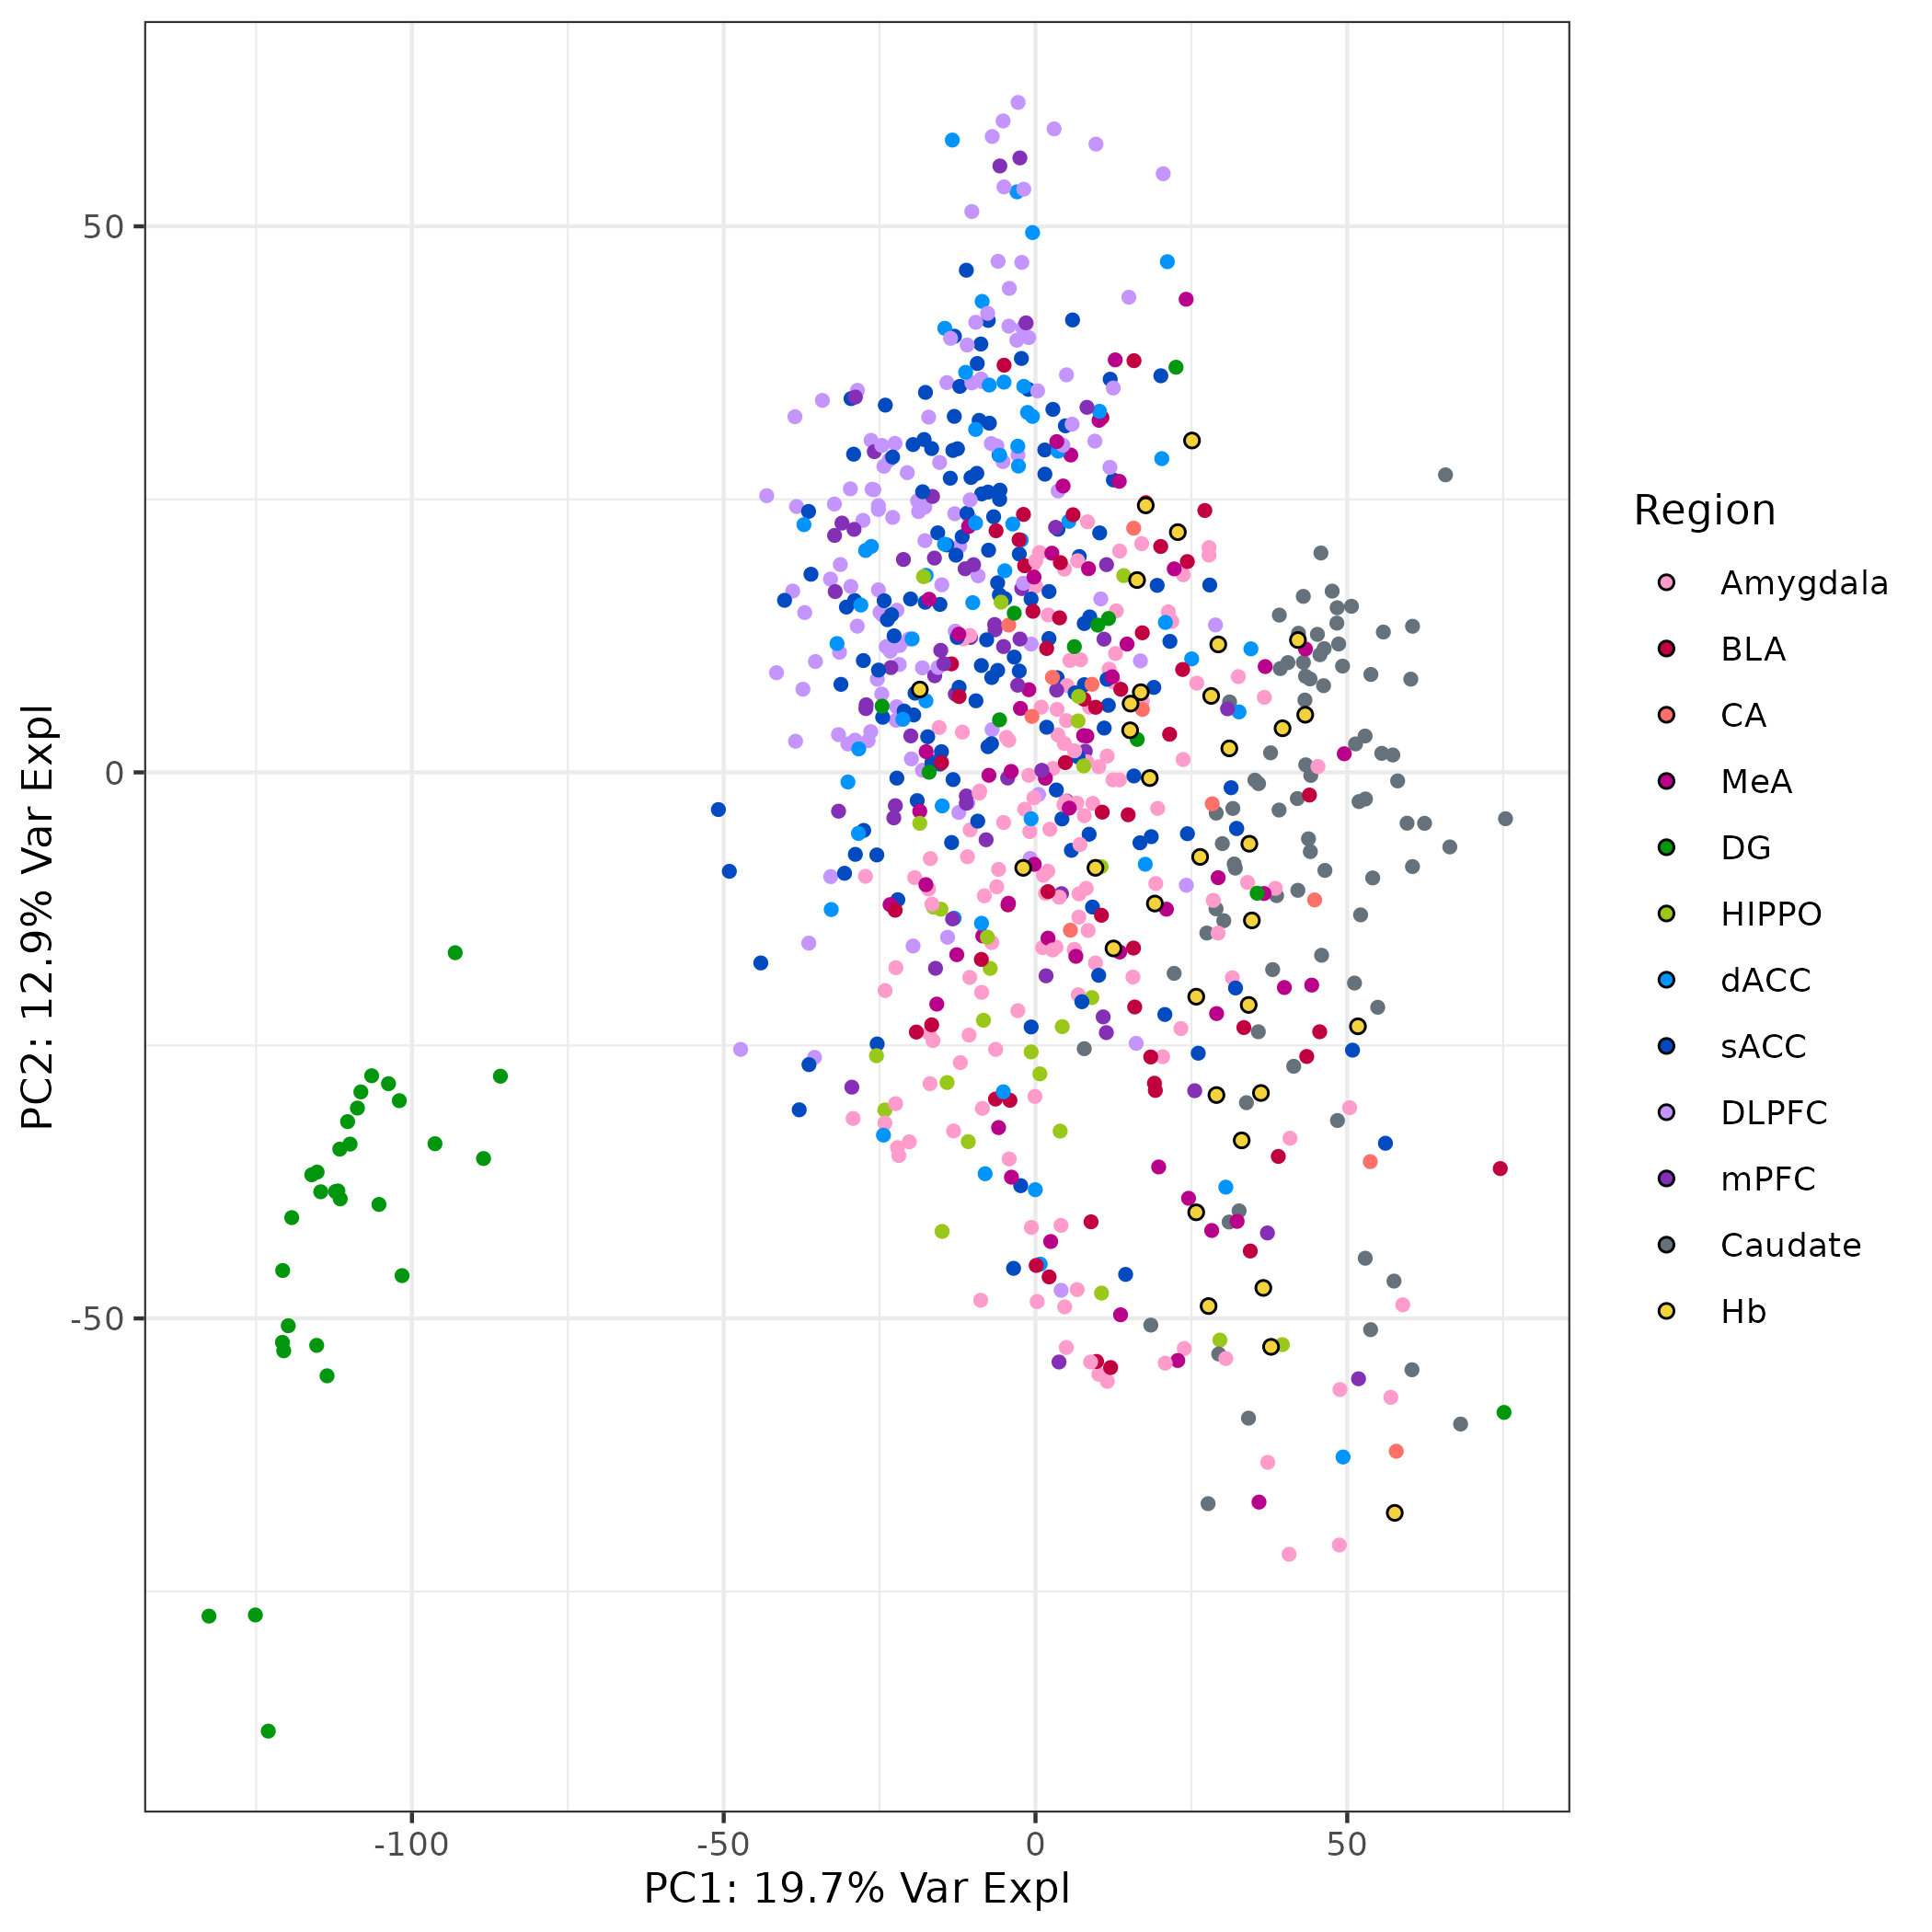 PC2: 12.9% Var Expl
50
0
-50
-100
-50
0
50
PC1: 19.7% Var Expl
Region
Amygdala
BLA
CA
MeA
DG
HIPPO
dACC
sACC
DLPFC
mPFC
Caudate
Hb